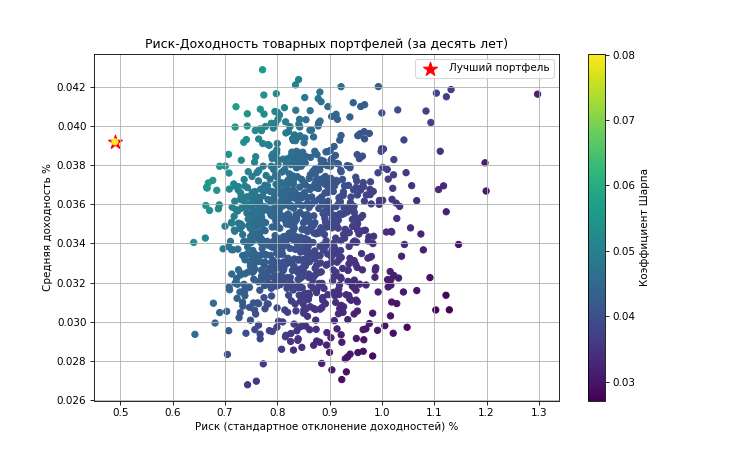 Риск-Доходность товарных портфелей (за десять лет)
Лучший портфель
Средняя доходность %
0.042
0.040
0.038
0.036
0.034
0.032
0.030
0.028
0.026
0.5 0.6 0.7 0.8 0.9 1.0 1.1 1.2 1.3
Риск (стандартное отклонение доходностей) %
0.08
0.07
0.06
0.05
0.04
0.03
Коэффициент Шарпа